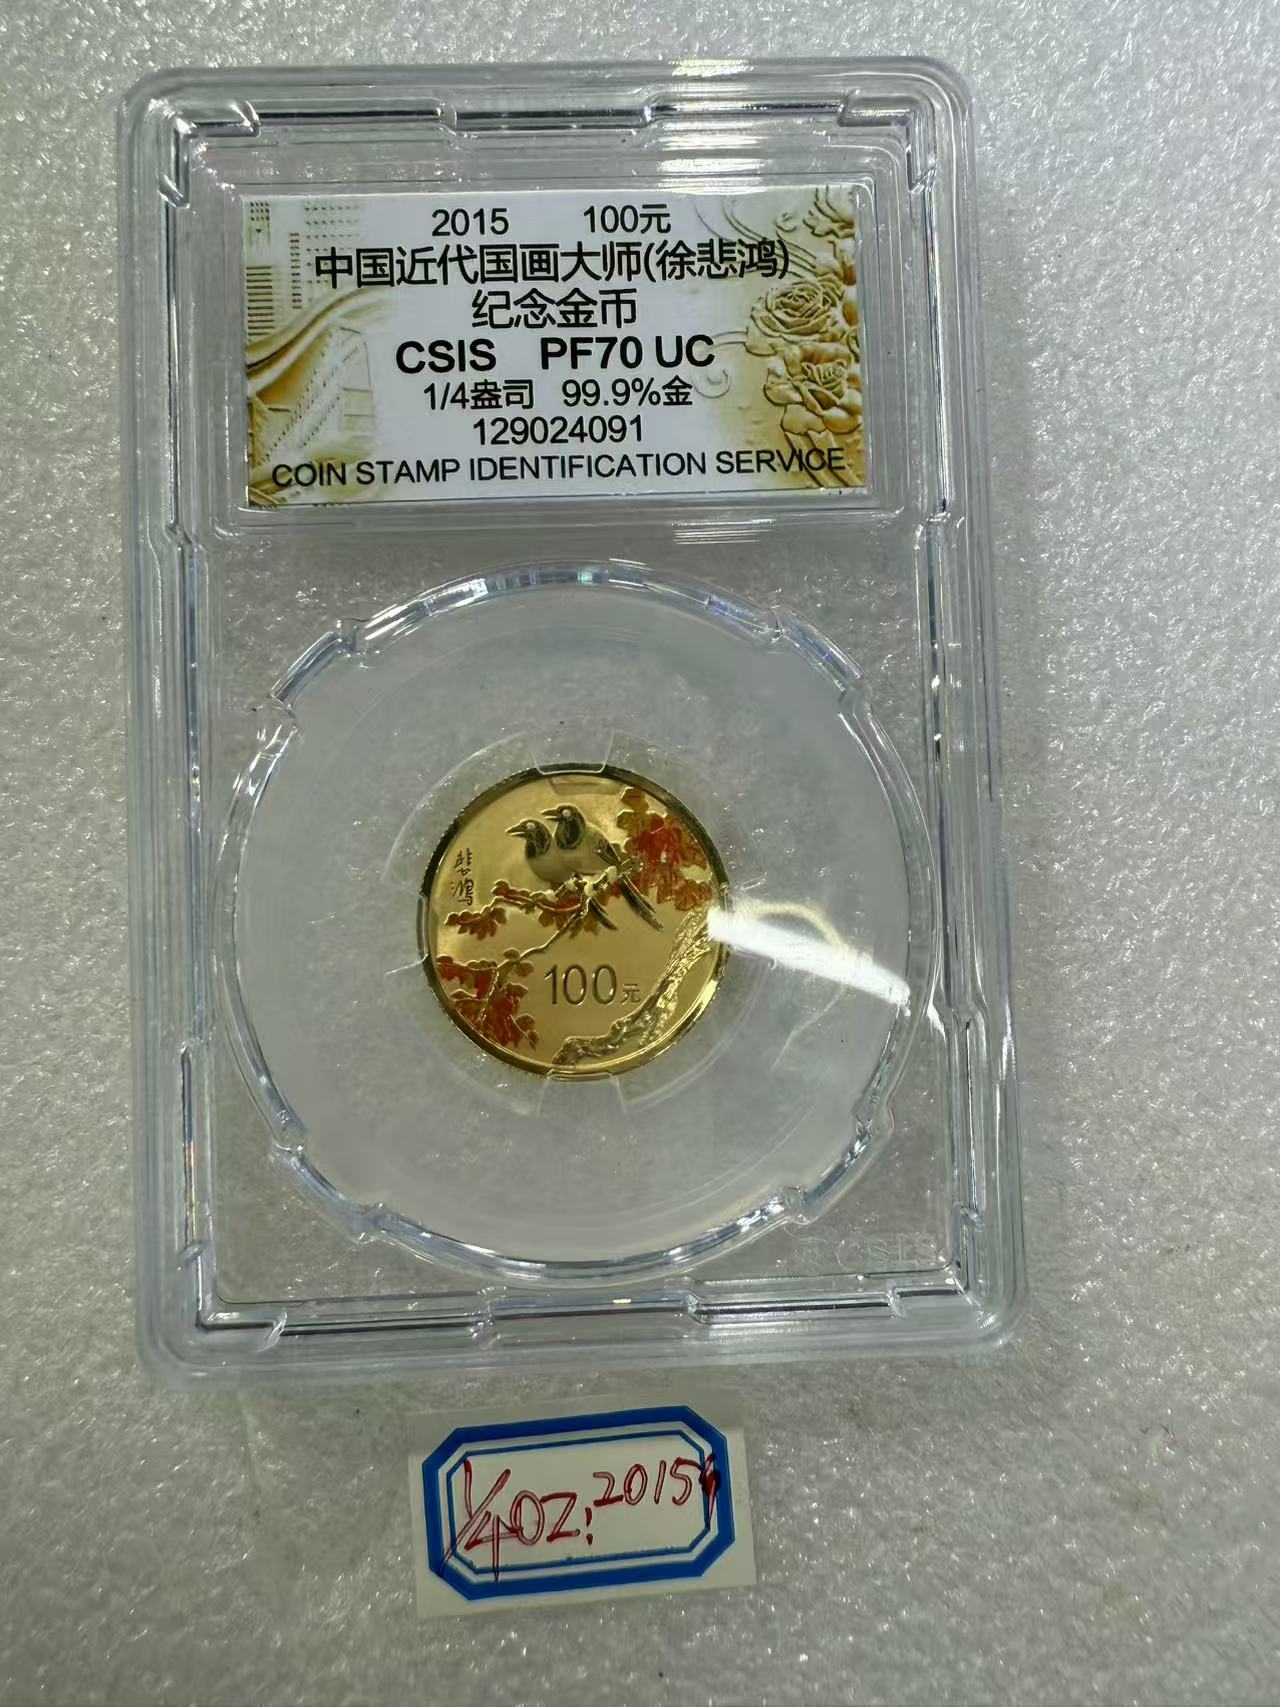 2015 100元
中国近代国画大师(徐悲鸿)
纪念金币
CSIS PF70 UC
1/4盎司 99.9%金
129024091
COIN STAMP IDENTIFICATION SERVICE
悲鸿
100元
CSIS
1/4OZ: 2015